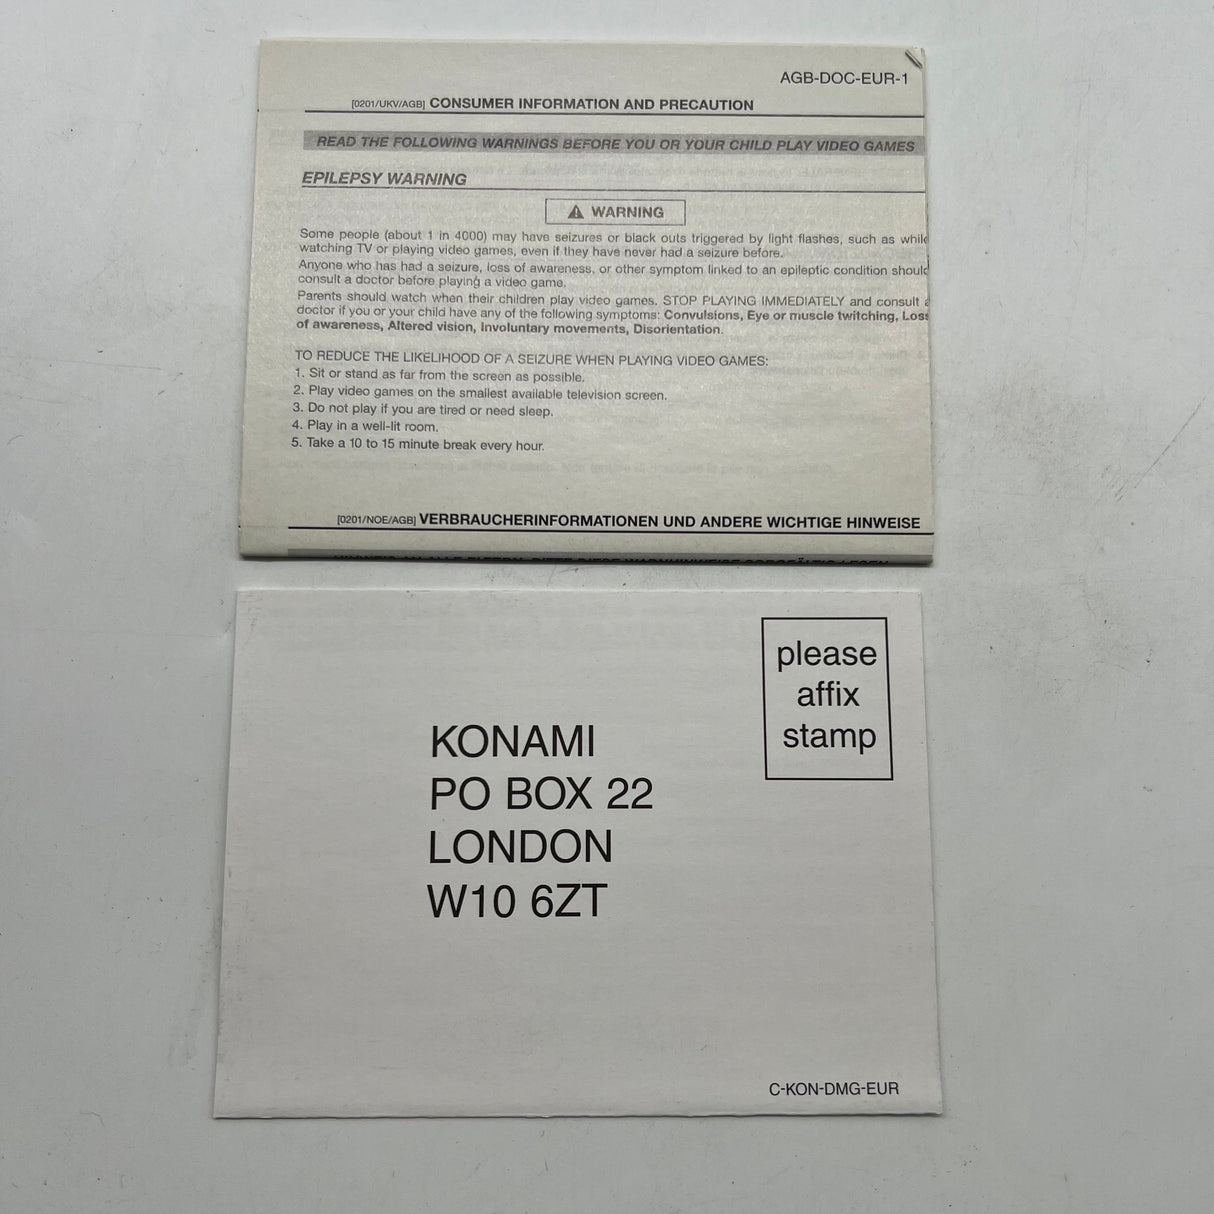 AGB-DOC-EUR-1
[0201/UKV/AGB] CONSUMER INFORMATION AND PRECAUTION
READ THE FOLLOWING WARNINGS BEFORE YOU OR YOUR CHILD PLAY VIDEO GAMES
EPILEPSY WARNING
WARNING
Some people (about 1 in 4000) may have seizures or black outs triggered by light flashes, such as while
watching TV or playing video games, even if they have never had a seizure before.
Anyone who has had a seizure, loss of awareness, or other symptom linked to an epileptic condition should
consult a doctor before playing a video game.
Parents should watch when their children play video games. STOP PLAYING IMMEDIATELY and consult a
doctor if you or your child have any of the following symptoms: Convulsions, Eye or muscle twitching, Loss
of awareness, Altered vision, Involuntary movements, Disorientation.
TO REDUCE THE LIKELIHOOD OF A SEIZURE WHEN PLAYING VIDEO GAMES:
1. Sit or stand as far from the screen as possible.
2. Play video games on the smallest available television screen.
3. Do not play if you are tired or need sleep.
4. Play in a well-lit room.
5. Take a 10 to 15 minute break every hour.
[0201/NOE/AGB] VERBRAUCHERINFORMATIONEN UND ANDERE WICHTIGE HINWEISE
please
affix
stamp
KONAMI
PO BOX 22
LONDON
W10 6ZT
C-KON-DMG-EUR